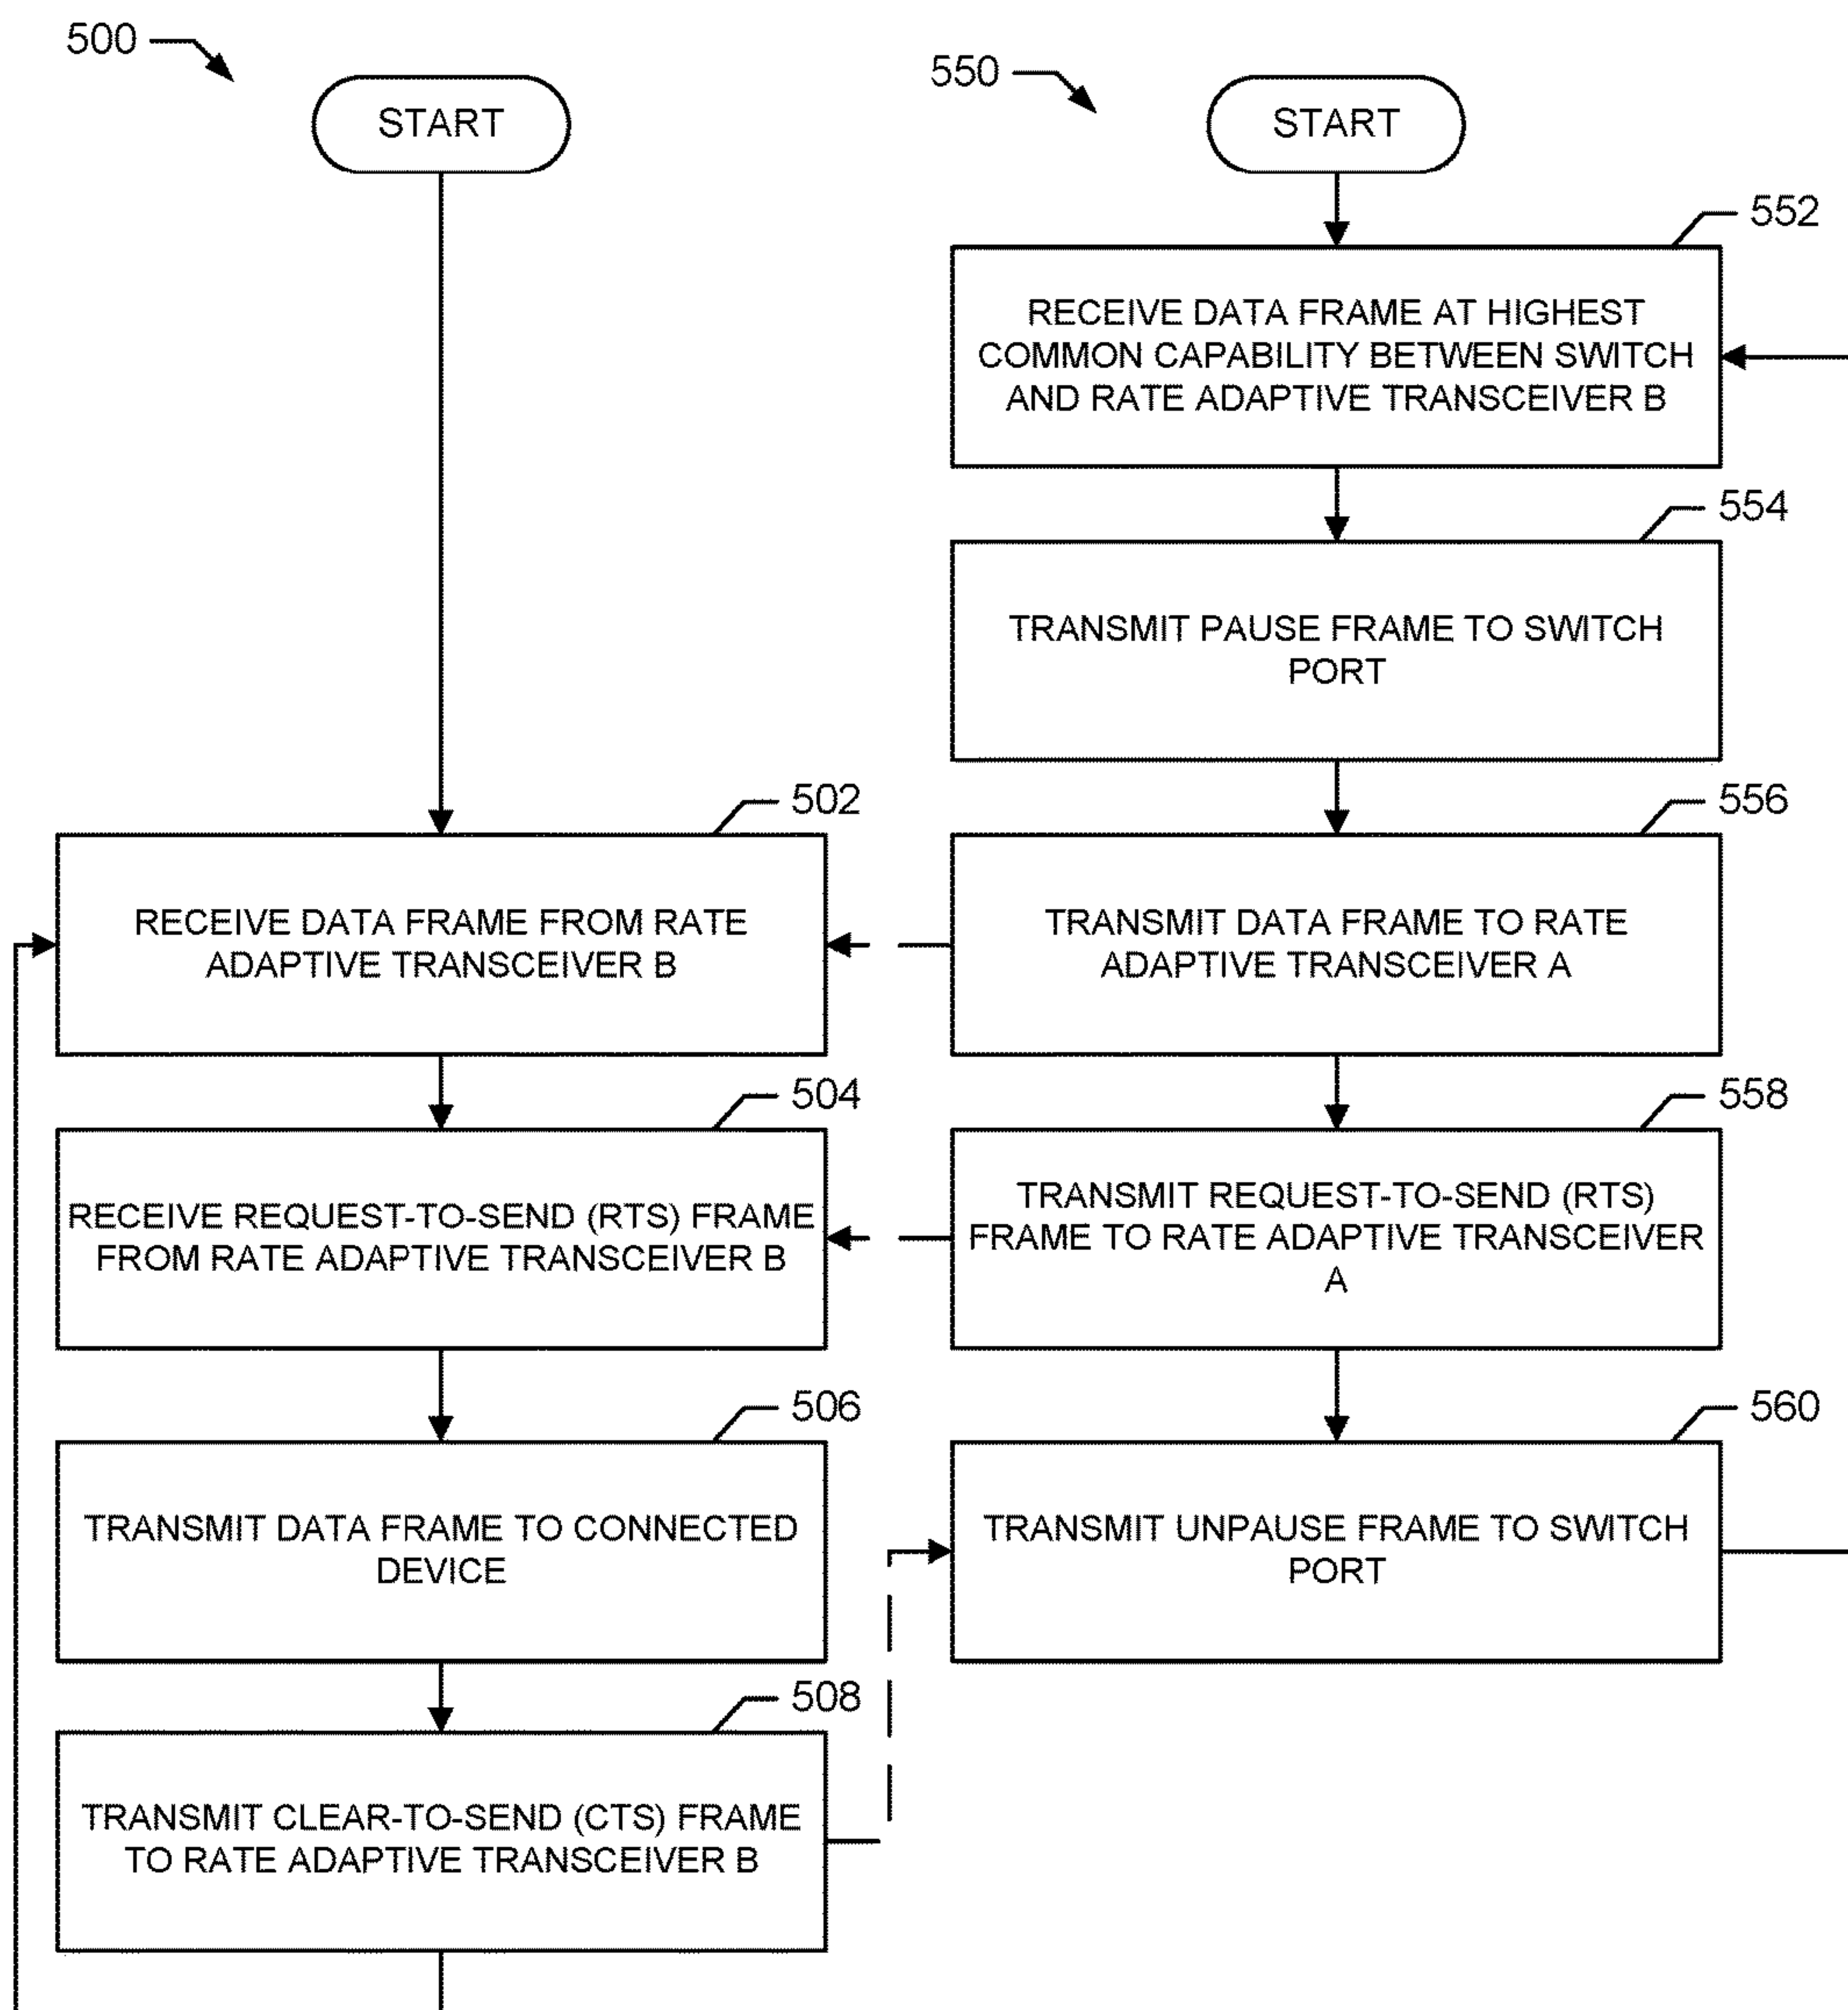 500
START
550
START
552
RECEIVE DATA FRAME AT HIGHEST
COMMON CAPABILITY BETWEEN SWITCH
AND RATE ADAPTIVE TRANSCEIVER B
554
TRANSMIT PAUSE FRAME TO SWITCH
PORT
502
RECEIVE DATA FRAME FROM RATE
ADAPTIVE TRANSCEIVER B
556
TRANSMIT DATA FRAME TO RATE
ADAPTIVE TRANSCEIVER A
504
RECEIVE REQUEST-TO-SEND (RTS) FRAME
FROM RATE ADAPTIVE TRANSCEIVER B
558
TRANSMIT REQUEST-TO-SEND (RTS)
FRAME TO RATE ADAPTIVE TRANSCEIVER
A
506
TRANSMIT DATA FRAME TO CONNECTED
DEVICE
560
TRANSMIT UNPAUSE FRAME TO SWITCH
PORT
508
TRANSMIT CLEAR-TO-SEND (CTS) FRAME
TO RATE ADAPTIVE TRANSCEIVER B